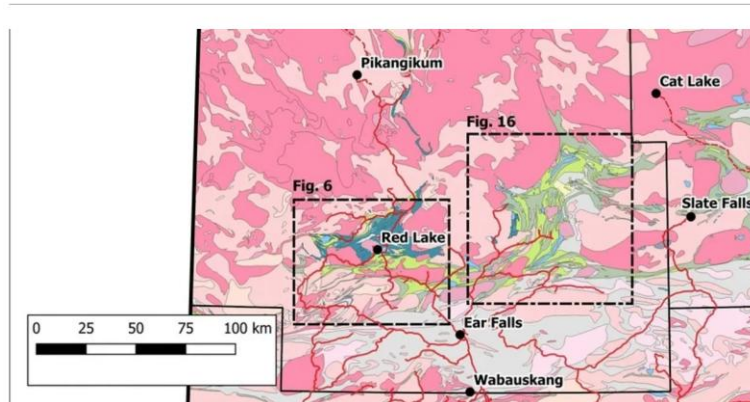 Pikangikum
Cat Lake
Fig. 16
Fig. 6
Slate Falls
Red Lake
0 25 50 75 100 km
Ear Falls
Wabauskang